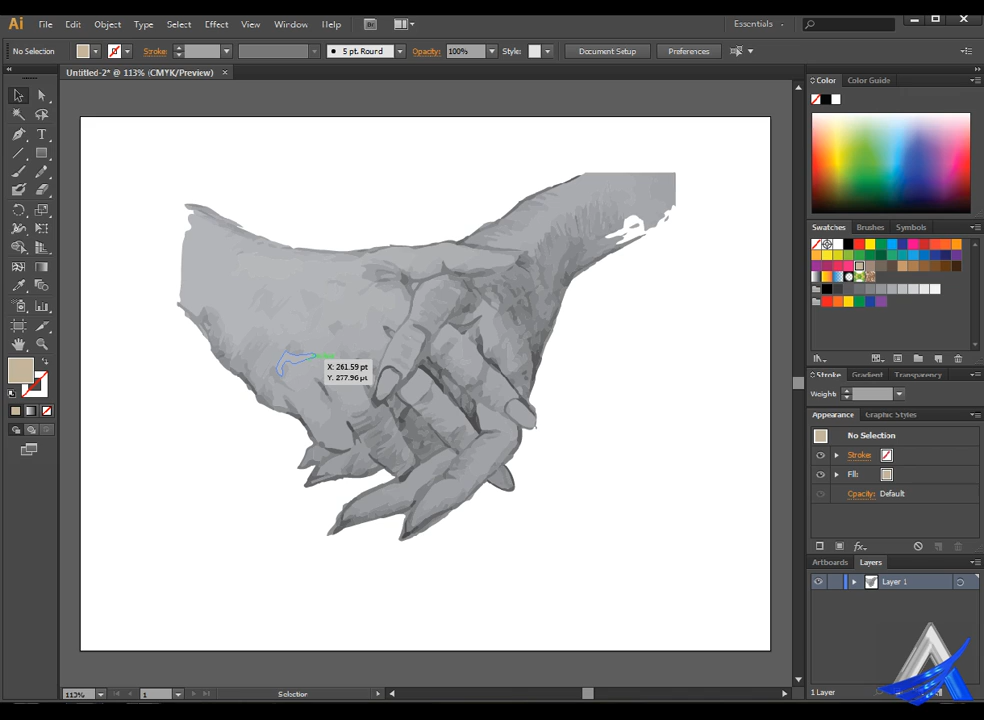 Ai File Edit Object Type Select Effect View Window Help Br Essentials
No Selection Stroke: 5 pt. Round Opacity: 100% Style: Document Setup Preferences
Untitled-2* @ 113% (CMYK/Preview) ×
Color Color Guide
Swatches Brushes Symbols
X: 261.59 pt
Y: 277.96 pt
Stroke Gradient Transparency
Weight:
Appearance Graphic Styles
No Selection
Stroke:
Fill:
Opacity: Default
fx
Artboards Layers
Layer 1
113% 1 Selection
1 Layer